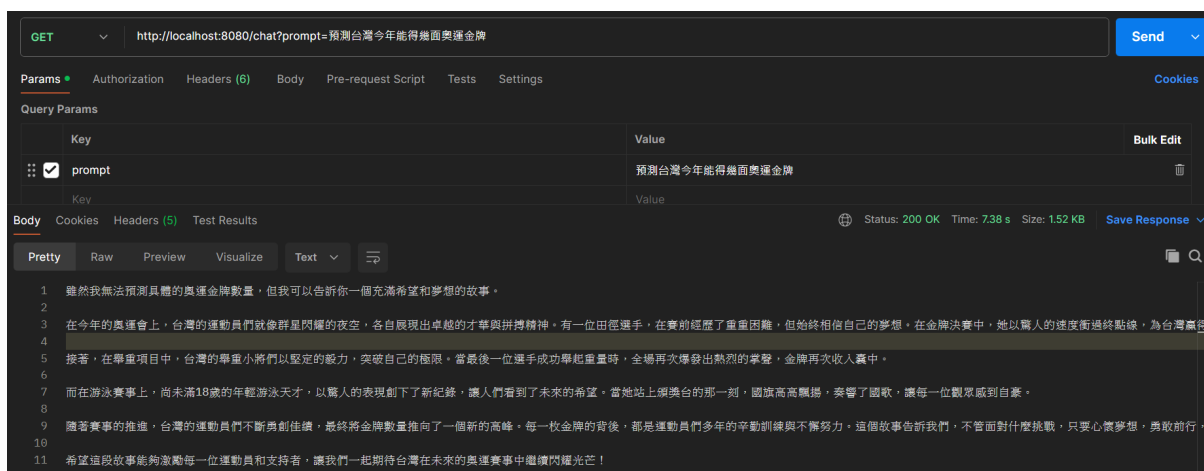 GET http://localhost:8080/chat?prompt=預測台灣今年能得幾面奧運金牌 Send
Params Authorization Headers (6) Body Pre-request Script Tests Settings Cookies
Query Params
Key Value Bulk Edit
prompt 預測台灣今年能得幾面奧運金牌
Key Value
Body Cookies Headers (5) Test Results Status: 200 OK Time: 7.38 s Size: 1.52 KB Save Response
Pretty Raw Preview Visualize Text
1 雖然我無法預測具體的奧運金牌數量，但我可以告訴你一個充滿希望和夢想的故事。
2
3 在今年的奧運會上，台灣的運動員們就像群星閃耀的夜空，各自展現出卓越的才華與拼搏精神。有一位田徑選手，在賽前經歷了重重困難，但始終相信自己的夢想。在金牌決賽中，她以驚人的速度衝過終點線，為台灣贏得
4
5 接著，在舉重項目中，台灣的舉重小將們以堅定的毅力，突破自己的極限。當最後一位選手成功舉起重量時，全場再次爆發出熱烈的掌聲，金牌再次收入囊中。
6
7 而在游泳賽事上，尚未滿18歲的年輕游泳天才，以驚人的表現創下了新紀錄，讓人們看到了未來的希望。當她站上頒獎台的那一刻，國旗高高飄揚，奏響了國歌，讓每一位觀眾感到自豪。
8
9 隨著賽事的推進，台灣的運動員們不斷勇創佳績，最終將金牌數量推向了一個新的高峰。每一枚金牌的背後，都是運動員們多年的辛勤訓練與不懈努力。這個故事告訴我們，不管面對什麼挑戰，只要心懷夢想，勇敢前行，
10
11 希望這段故事能夠激勵每一位運動員和支持者，讓我們一起期待台灣在未來的奧運賽事中繼續閃耀光芒！